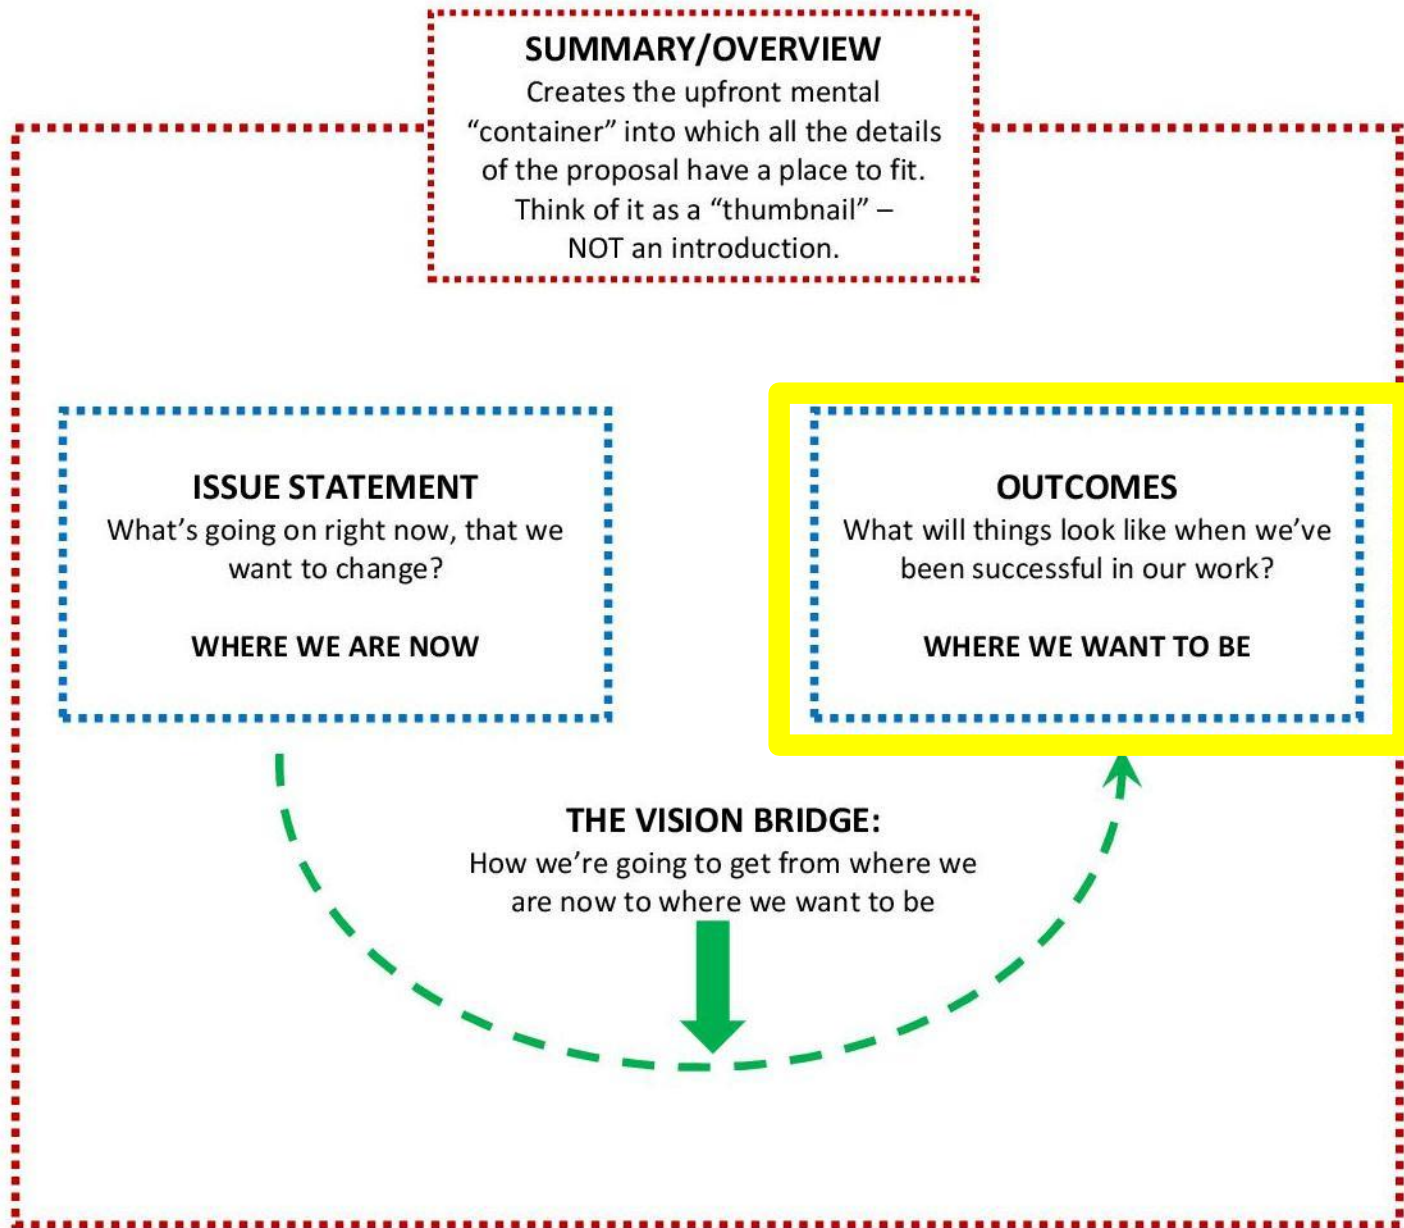 SUMMARY/OVERVIEW
Creates the upfront mental
“container” into which all the details
of the proposal have a place to fit.
Think of it as a “thumbnail” –
NOT an introduction.
ISSUE STATEMENT
What’s going on right now, that we
want to change?
WHERE WE ARE NOW
OUTCOMES
What will things look like when we’ve
been successful in our work?
WHERE WE WANT TO BE
THE VISION BRIDGE:
How we’re going to get from where we
are now to where we want to be